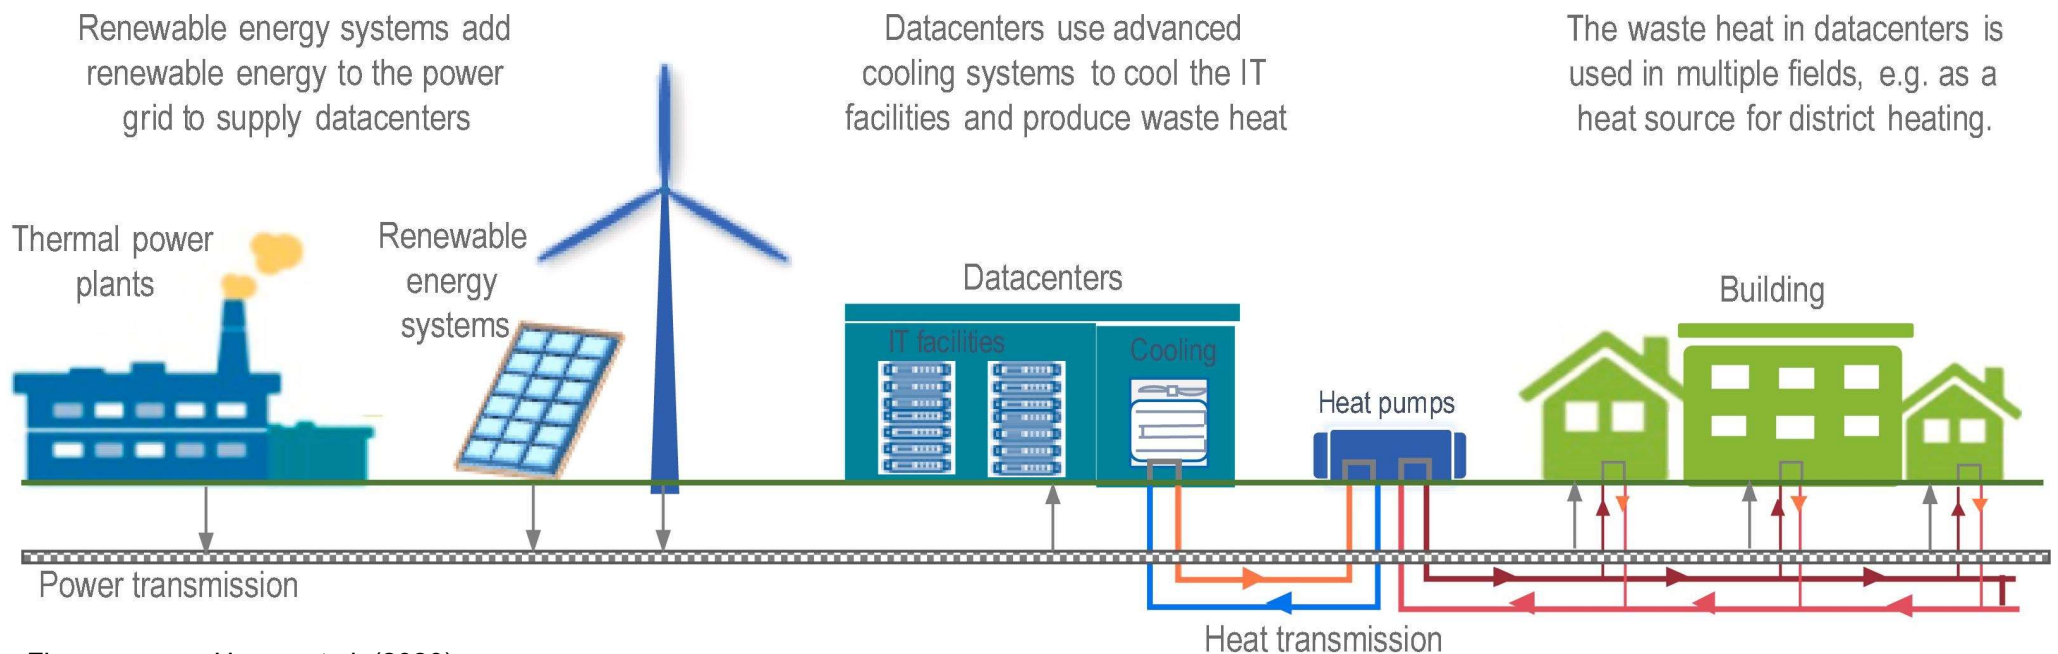 Renewable energy systems add
renewable energy to the power
grid to supply datacenters
Datacenters use advanced
cooling systems to cool the IT
facilities and produce waste heat
The waste heat in datacenters is
used in multiple fields, e.g. as a
heat source for district heating.
Thermal power
plants
Renewable
energy
systems
Datacenters
IT facilities
Cooling
Heat pumps
Building
Power transmission
Heat transmission